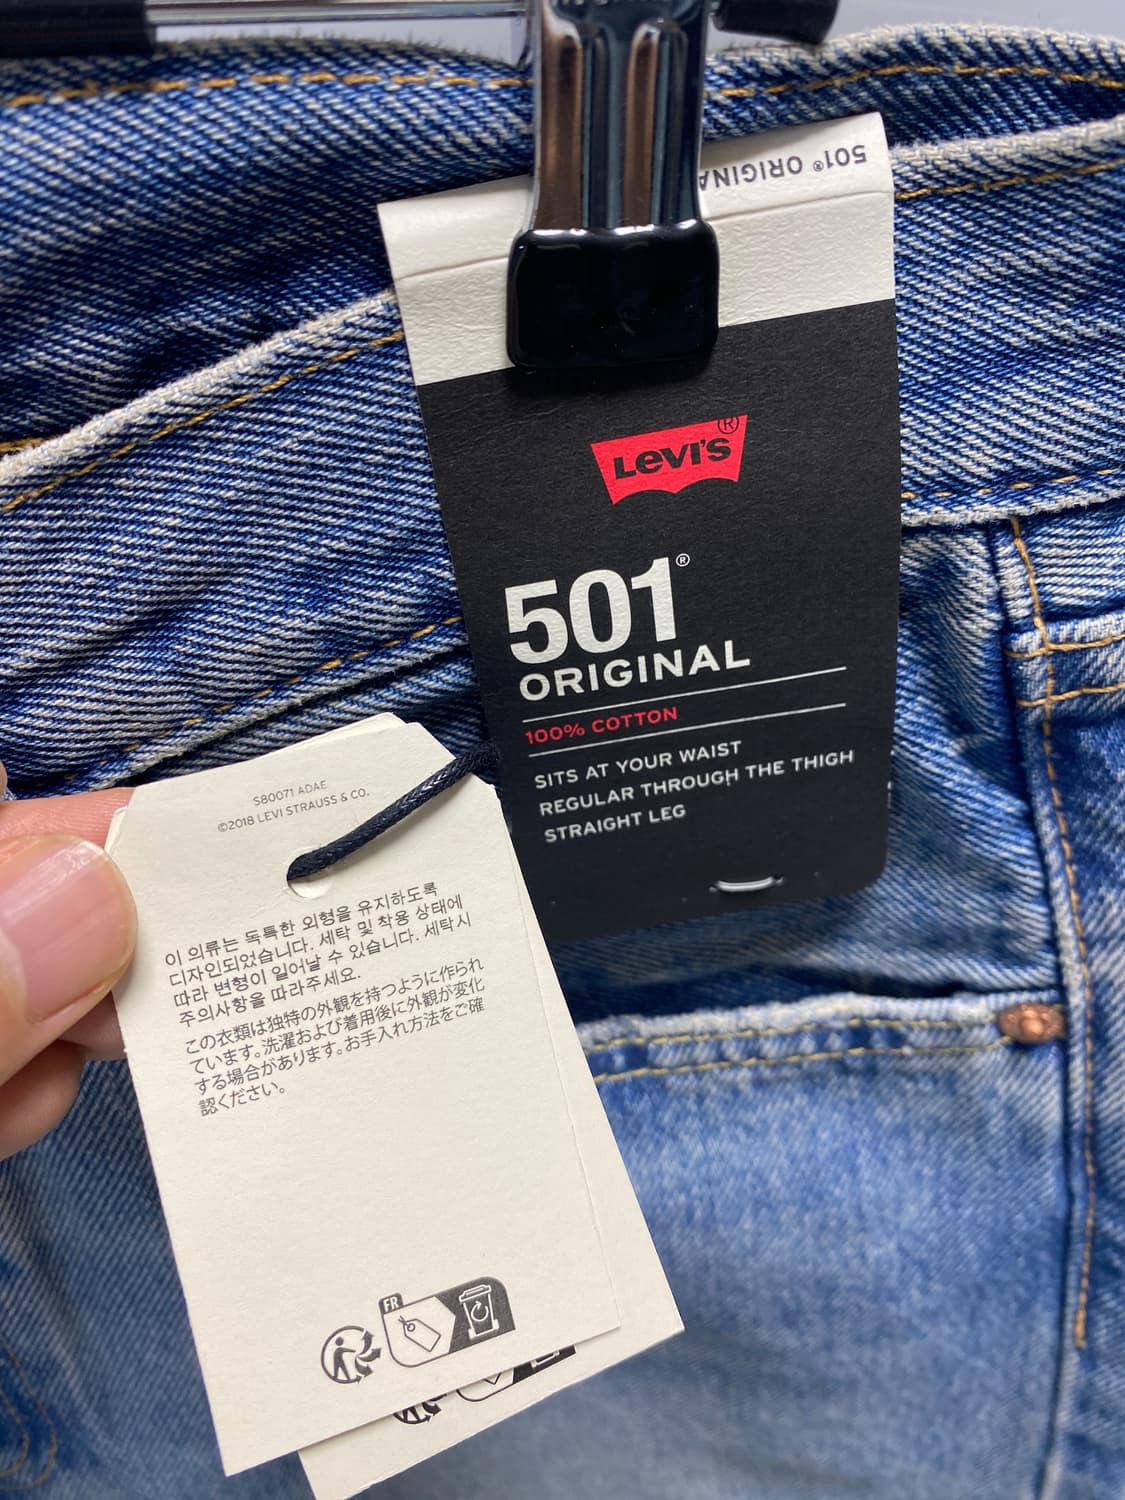 501® ORIGINA
LEVI'S®
501®
ORIGINAL
100% COTTON
SITS AT YOUR WAIST
REGULAR THROUGH THE THIGH
STRAIGHT LEG
S80071 ADAE
©2018 LEVI STRAUSS & CO.
이 의류는 독특한 외형을 유지하도록
디자인되었습니다. 세탁 및 착용 상태에
따라 변형이 일어날 수 있습니다. 세탁시
주의사항을 따라주세요.
この衣類は独特の外観を持つように作られ
ています。洗濯および着用後に外観が変化
する場合があります。お手入れ方法をご確
認ください。
FR